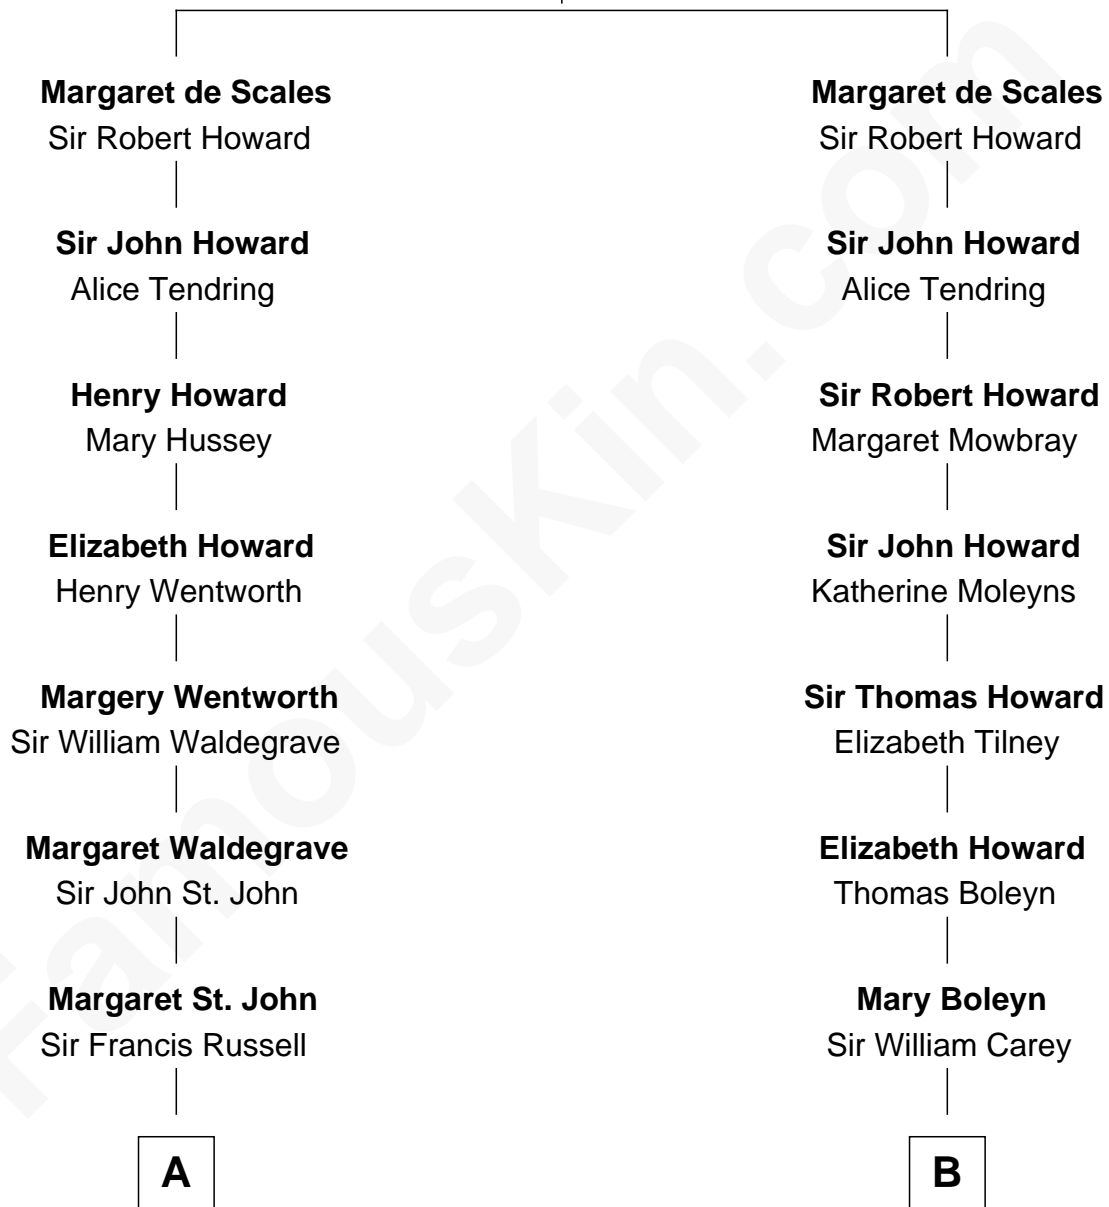 Margaret de Scales
Sir Robert Howard
Sir John Howard
Alice Tendring
Henry Howard
Mary Hussey
Elizabeth Howard
Henry Wentworth
Margery Wentworth
Sir William Waldegrave
Margaret Waldegrave
Sir John St. John
Margaret St. John
Sir Francis Russell
A
Margaret de Scales
Sir Robert Howard
Sir John Howard
Alice Tendring
Sir Robert Howard
Margaret Mowbray
Sir John Howard
Katherine Moleyns
Sir Thomas Howard
Elizabeth Tilney
Elizabeth Howard
Thomas Boleyn
Mary Boleyn
Sir William Carey
B
FamousKin.com